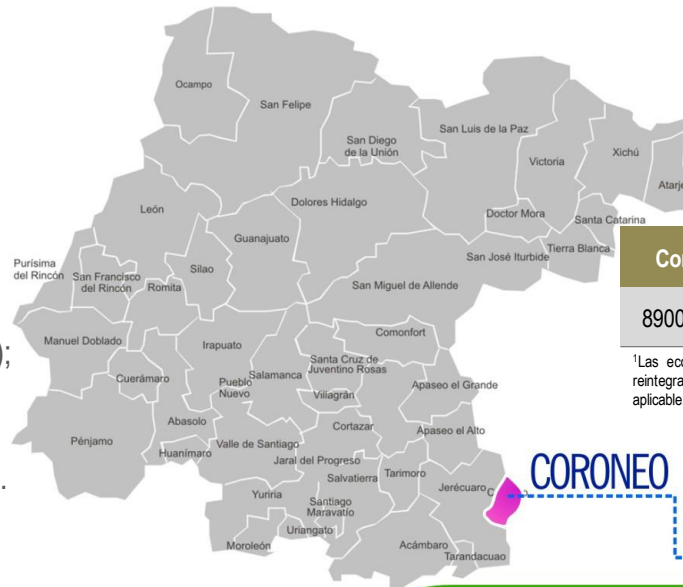 Ocampo
San Felipe
San Diego
de la Unión
San Luis de la Paz
Victoria
Xichú
León
Dolores Hidalgo
Doctor Mora
Santa Catarina
Guanajuato
San José Iturbide
Tierra Blanca
Purísima
del Rincón
San Francisco
del Rincón
Romita
Silao
San Miguel de Allende
Manuel Doblado
Irapuato
Comonfort
Santa Cruz de
Juventino Rosas
Cuerámaro
Pueblo
Nuevo
Salamanca
Villagrán
Apaseo el Grande
Abasolo
Cortazar
Apaseo el Alto
Pénjamo
Huanímaro
Valle de Santiago
Jaral del Progreso
Salvatierra
Tarimoro
Jerécuaro
Yuriria
Santiago
Maravatío
Uriangato
Moroleón
Acámbaro
Tarandacuao
CORONEO
8900
¹Las
reintegra
aplicable
);
.